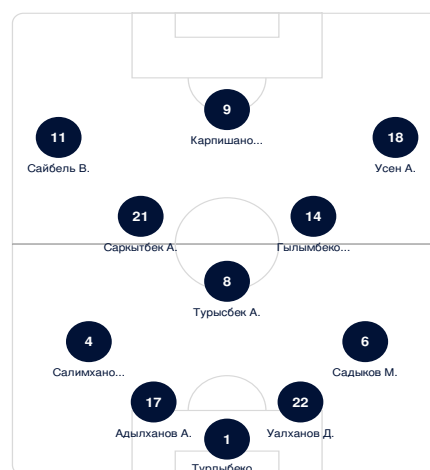 9
Карпишано...
11
Сайбель В.
18
Усен А.
21
Саркытбек А.
14
Гылымбеко...
8
Турысбек А.
4
Салимхано...
6
Садыков М.
17
Адылханов А.
22
Уалханов Д.
1
Турлыбеко...